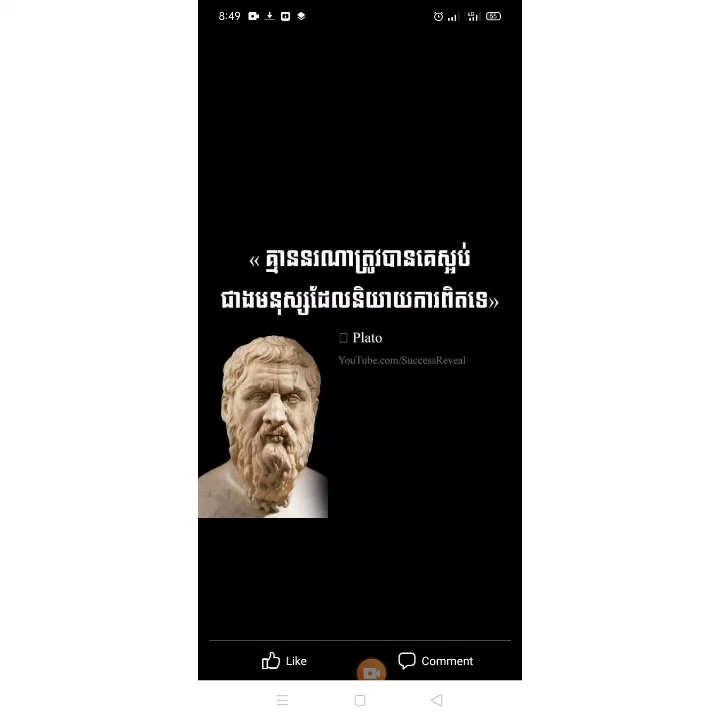 8:49
« គ្មាននរណាត្រូវបានគេស្អប់
ជាងមនុស្សដែលនិយាយការពិតទេ»
Plato
YouTube.com/SuccessReveal
Like
Comment